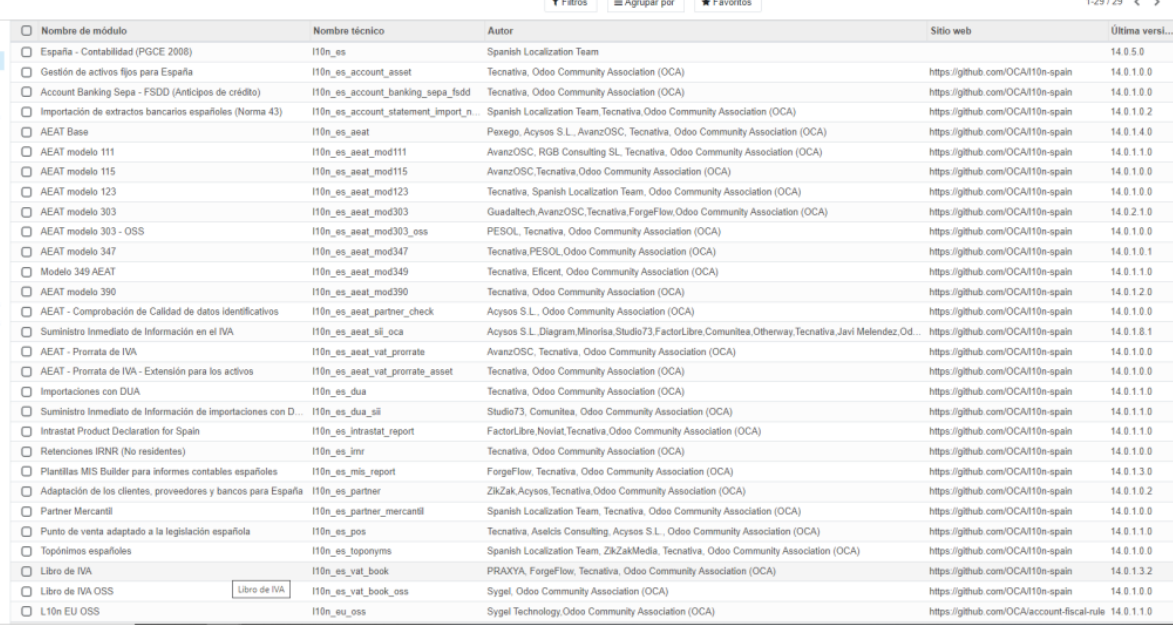 Filtros Agrupar por Favoritos 1-29 / 29
Nombre de módulo Nombre técnico Autor Sitio web Última versi...
España - Contabilidad (PGCE 2008) l10n_es Spanish Localization Team 14.0.5.0
Gestión de activos fijos para España l10n_es_account_asset Tecnativa, Odoo Community Association (OCA) https://github.com/OCA/l10n-spain 14.0.1.0.0
Account Banking Sepa - FSDD (Anticipos de crédito) l10n_es_account_banking_sepa_fsdd Tecnativa, Odoo Community Association (OCA) https://github.com/OCA/l10n-spain 14.0.1.0.0
Importación de extractos bancarios españoles (Norma 43) l10n_es_account_statement_import_n... Spanish Localization Team,Tecnativa,Odoo Community Association (OCA) https://github.com/OCA/l10n-spain 14.0.1.0.2
AEAT Base l10n_es_aeat Pexego, Acysos S.L., AvanzOSC, Tecnativa, Odoo Community Association (OCA) https://github.com/OCA/l10n-spain 14.0.1.4.0
AEAT modelo 111 l10n_es_aeat_mod111 AvanzOSC, RGB Consulting SL, Tecnativa, Odoo Community Association (OCA) https://github.com/OCA/l10n-spain 14.0.1.1.0
AEAT modelo 115 l10n_es_aeat_mod115 AvanzOSC,Tecnativa,Odoo Community Association (OCA) https://github.com/OCA/l10n-spain 14.0.1.0.0
AEAT modelo 123 l10n_es_aeat_mod123 Tecnativa, Spanish Localization Team, Odoo Community Association (OCA) https://github.com/OCA/l10n-spain 14.0.1.0.0
AEAT modelo 303 l10n_es_aeat_mod303 Guadaltech,AvanzOSC,Tecnativa,ForgeFlow,Odoo Community Association (OCA) https://github.com/OCA/l10n-spain 14.0.2.1.0
AEAT modelo 303 - OSS l10n_es_aeat_mod303_oss PESOL, Tecnativa, Odoo Community Association (OCA) https://github.com/OCA/l10n-spain 14.0.1.0.0
AEAT modelo 347 l10n_es_aeat_mod347 Tecnativa,PESOL,Odoo Community Association (OCA) https://github.com/OCA/l10n-spain 14.0.1.0.1
Modelo 349 AEAT l10n_es_aeat_mod349 Tecnativa, Eficent, Odoo Community Association (OCA) https://github.com/OCA/l10n-spain 14.0.1.1.0
AEAT modelo 390 l10n_es_aeat_mod390 Tecnativa, Odoo Community Association (OCA) https://github.com/OCA/l10n-spain 14.0.1.2.0
AEAT - Comprobación de Calidad de datos identificativos l10n_es_aeat_partner_check Acysos S.L., Odoo Community Association (OCA) https://github.com/OCA/l10n-spain 14.0.1.0.0
Suministro Inmediato de Información en el IVA l10n_es_aeat_sii_oca Acysos S.L.,Diagram,Minorisa,Studio73,FactorLibre,Comunitea,Otherway,Tecnativa,Javi Melendez,Od... https://github.com/OCA/l10n-spain 14.0.1.8.1
AEAT - Prorrata de IVA l10n_es_aeat_vat_prorrate AvanzOSC, Tecnativa, Odoo Community Association (OCA) https://github.com/OCA/l10n-spain 14.0.1.0.0
AEAT - Prorrata de IVA - Extensión para los activos l10n_es_aeat_vat_prorrate_asset Tecnativa, Odoo Community Association (OCA) https://github.com/OCA/l10n-spain 14.0.1.0.0
Importaciones con DUA l10n_es_dua Tecnativa, Odoo Community Association (OCA) https://github.com/OCA/l10n-spain 14.0.1.1.0
Suministro Inmediato de Información de importaciones con D... l10n_es_dua_sii Studio73, Comunitea, Odoo Community Association (OCA) https://github.com/OCA/l10n-spain 14.0.1.1.0
Intrastat Product Declaration for Spain l10n_es_intrastat_report FactorLibre,Noviat,Tecnativa,Odoo Community Association (OCA) https://github.com/OCA/l10n-spain 14.0.1.1.0
Retenciones IRNR (No residentes) l10n_es_irnr Tecnativa, Odoo Community Association (OCA) https://github.com/OCA/l10n-spain 14.0.1.0.0
Plantillas MIS Builder para informes contables españoles l10n_es_mis_report ForgeFlow, Tecnativa, Odoo Community Association (OCA) https://github.com/OCA/l10n-spain 14.0.1.3.0
Adaptación de los clientes, proveedores y bancos para España l10n_es_partner ZikZak,Acysos,Tecnativa,Odoo Community Association (OCA) https://github.com/OCA/l10n-spain 14.0.1.0.2
Partner Mercantil l10n_es_partner_mercantil Spanish Localization Team, Tecnativa, Odoo Community Association (OCA) https://github.com/OCA/l10n-spain 14.0.1.0.0
Punto de venta adaptado a la legislación española l10n_es_pos Tecnativa, Aselcis Consulting, Acysos S.L., Odoo Community Association (OCA) https://github.com/OCA/l10n-spain 14.0.1.1.0
Topónimos españoles l10n_es_toponyms Spanish Localization Team, ZikZakMedia, Tecnativa, Odoo Community Association (OCA) https://github.com/OCA/l10n-spain 14.0.1.0.0
Libro de IVA l10n_es_vat_book PRAXYA, ForgeFlow, Tecnativa, Odoo Community Association (OCA) https://github.com/OCA/l10n-spain 14.0.1.3.2
Libro de IVA OSS Libro de IVA l10n_es_vat_book_oss Sygel, Odoo Community Association (OCA) https://github.com/OCA/l10n-spain 14.0.1.0.0
L10n EU OSS l10n_eu_oss Sygel Technology,Odoo Community Association (OCA) https://github.com/OCA/account-fiscal-rule 14.0.1.1.0